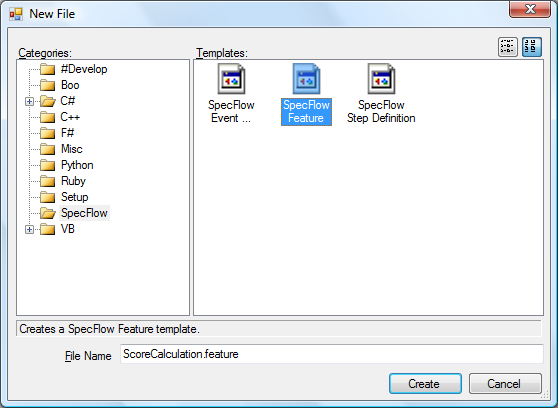 New File
Categories:
Templates:
#Develop
Boo
C#
C++
F#
Misc
Python
Ruby
Setup
SpecFlow
VB
SpecFlow
Event ...
SpecFlow
Feature
SpecFlow
Step Definition
Creates a SpecFlow Feature template.
File Name
ScoreCalculation.feature
Create
Cancel